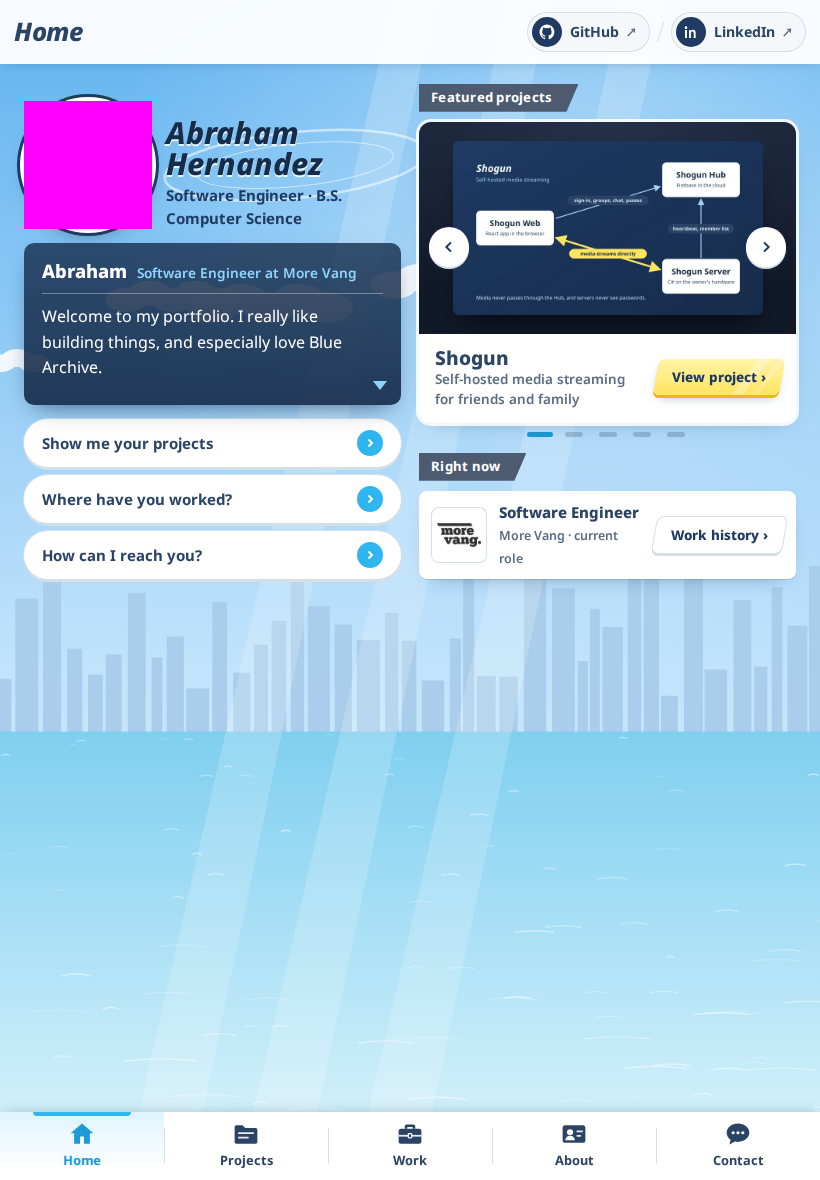 Home
GitHub ↗
LinkedIn ↗
Abraham
Hernandez
Software Engineer · B.S.
Computer Science
Abraham Software Engineer at More Vang
Welcome to my portfolio. I really like
building things, and especially love Blue
Archive.
Show me your projects
Where have you worked?
How can I reach you?
Featured projects
Shogun
Self-hosted media streaming
Shogun Hub
Firebase in the cloud
sign-in, groups, chat, passes
Shogun Web
React app in the browser
heartbeat, member list
media streams directly
Shogun Server
C# on the owner's hardware
Media never passes through the Hub, and servers never see passwords.
Shogun
Self-hosted media streaming
for friends and family
View project ›
Right now
more
vang.
Software Engineer
More Vang · current
role
Work history ›
Home
Projects
Work
About
Contact